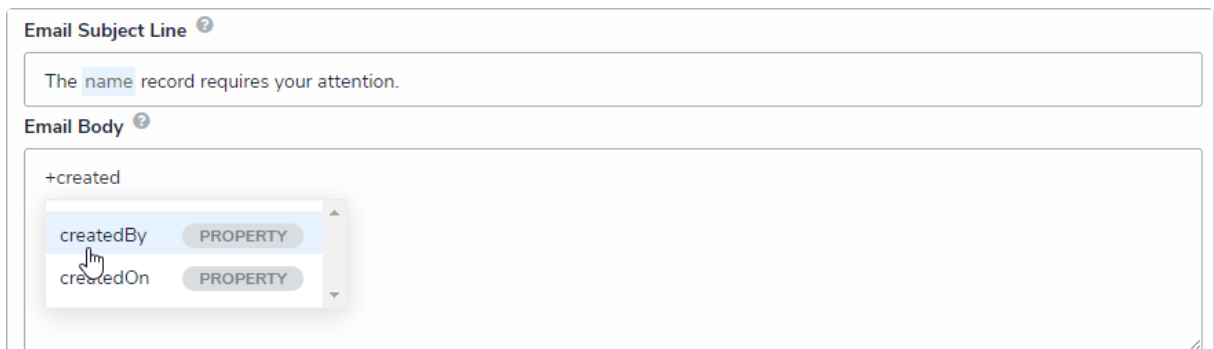 Email Subject Line ?
The name record requires your attention.
Email Body ?
+created
createdBy PROPERTY
createdOn PROPERTY